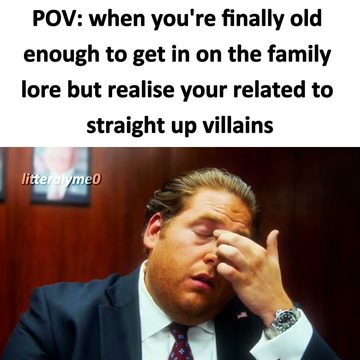 POV: when you're finally old
enough to get in on the family
lore but realise your related to
straight up villains
litteralyme0